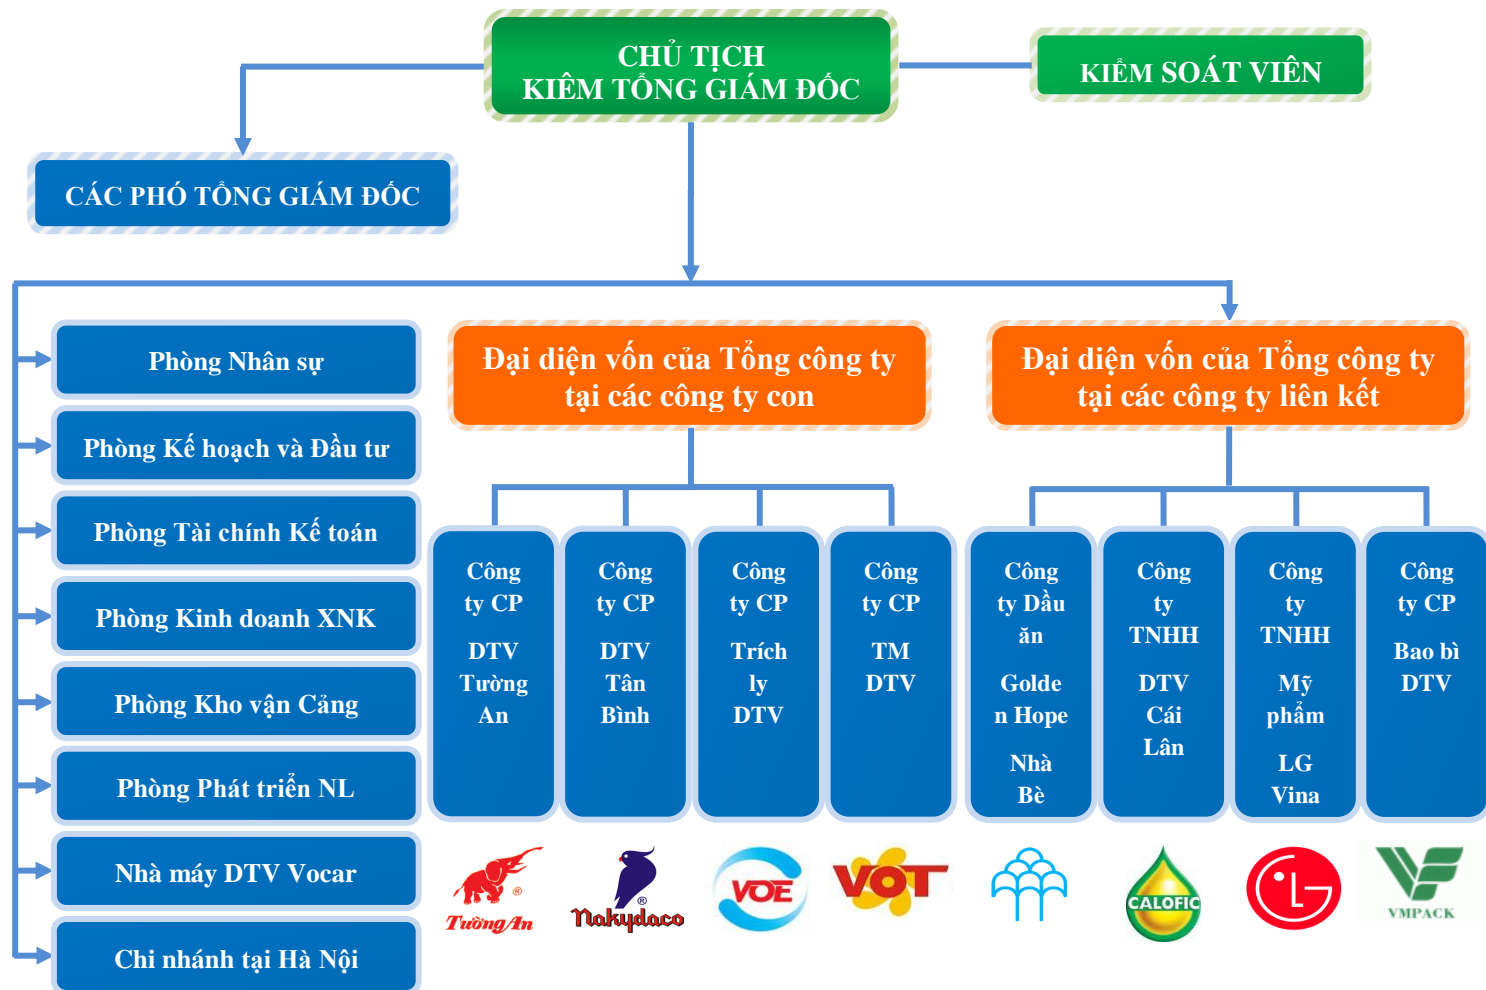 CHỦ TỊCH
KIÊM TỔNG GIÁM ĐỐC
KIỂM SOÁT VIÊN
CÁC PHÓ TỔNG GIÁM ĐỐC
Phòng Nhân sự
Phòng Kế hoạch và Đầu tư
Phòng Tài chính Kế toán
Phòng Kinh doanh XNK
Phòng Kho vận Cảng
Phòng Phát triển NL
Nhà máy DTV Vocar
Chi nhánh tại Hà Nội
Đại diện vốn của Tổng công ty
tại các công ty con
Đại diện vốn của Tổng công ty
tại các công ty liên kết
Công
ty CP
DTV
Tường
An
Công
ty CP
DTV
Tân
Bình
Công
ty CP
Trích
ly
DTV
Công
ty CP
TM
DTV
Công
ty Dầu
ăn
Golde
n Hope
Nhà
Bè
Công
ty
TNHH
DTV
Cái
Lân
Công
ty
TNHH
Mỹ
phẩm
LG
Vina
Công
ty CP
Bao bì
DTV
®
Tường An
®
Nakydaco
VOE
VOT
CALOFIC
LG
VMPACK